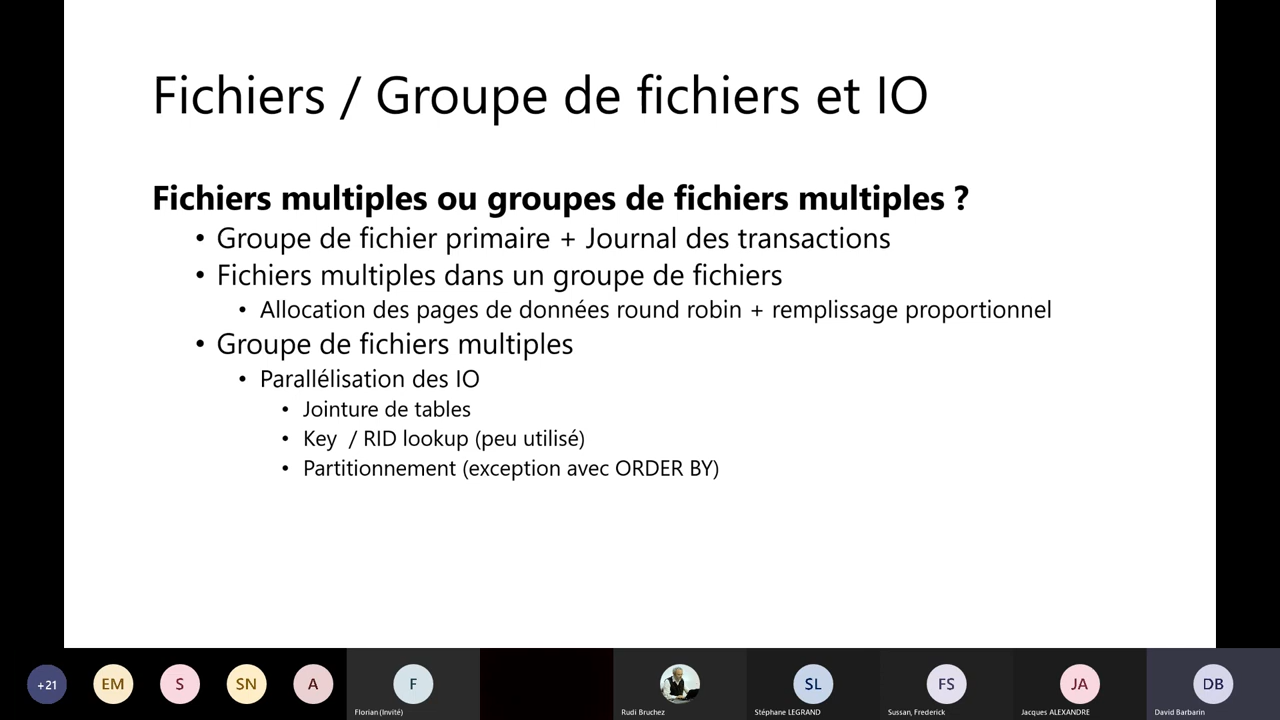 Fichiers / Groupe de fichiers et IO
Fichiers multiples ou groupes de fichiers multiples ?
• Groupe de fichier primaire + Journal des transactions
• Fichiers multiples dans un groupe de fichiers
• Allocation des pages de données round robin + remplissage proportionnel
• Groupe de fichiers multiples
• Parallélisation des IO
• Jointure de tables
• Key / RID lookup (peu utilisé)
• Partitionnement (exception avec ORDER BY)
+21 EM S SN A F SL FS JA DB
Florian (Invité) Rudi Bruchez Stéphane LEGRAND Sussan, Frederick Jacques ALEXANDRE David Barbarin